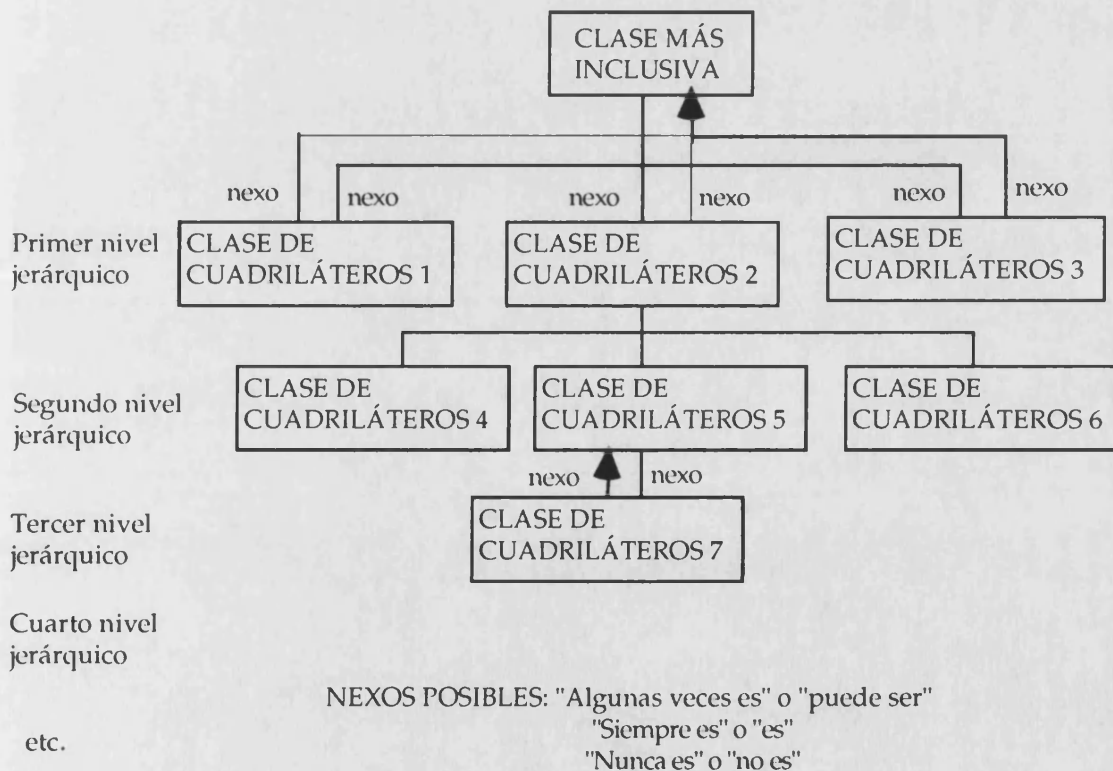 CLASE MÁS
INCLUSIVA
nexo nexo nexo nexo nexo nexo
Primer nivel
jerárquico
CLASE DE
CUADRILÁTEROS 1
CLASE DE
CUADRILÁTEROS 2
CLASE DE
CUADRILÁTEROS 3
Segundo nivel
jerárquico
CLASE DE
CUADRILÁTEROS 4
CLASE DE
CUADRILÁTEROS 5
CLASE DE
CUADRILÁTEROS 6
nexo nexo
Tercer nivel
jerárquico
CLASE DE
CUADRILÁTEROS 7
Cuarto nivel
jerárquico
etc.
NEXOS POSIBLES: "Algunas veces es" o "puede ser"
"Siempre es" o "es"
"Nunca es" o "no es"